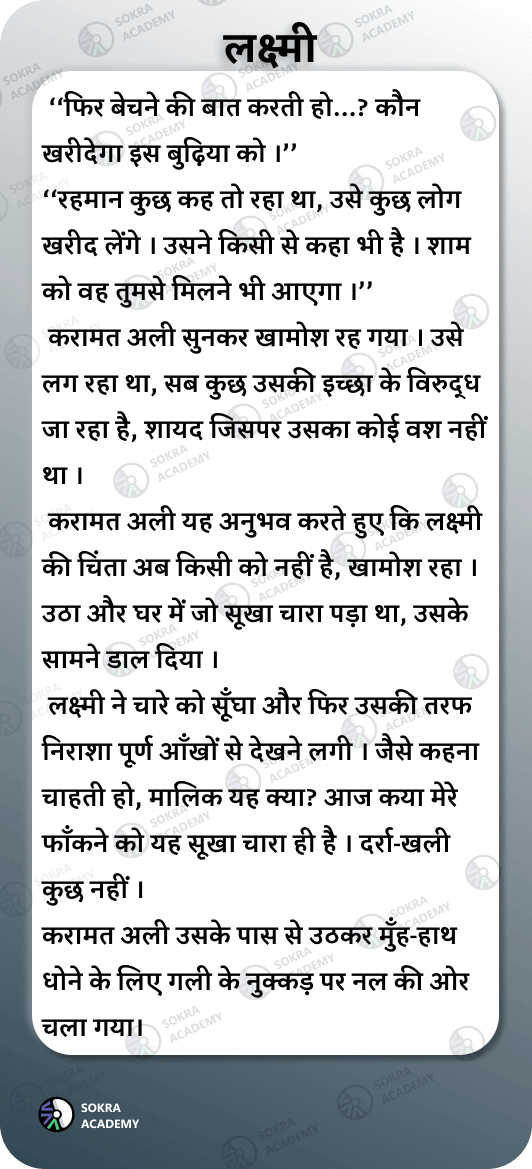 लक्ष्मी
‘‘फिर बेचने की बात करती हो...? कौन
खरीदेगा इस बुढ़िया को ।’’
‘‘रहमान कुछ कह तो रहा था, उसे कुछ लोग
खरीद लेंगे । उसने किसी से कहा भी है । शाम
को वह तुमसे मिलने भी आएगा ।’’
करामत अली सुनकर खामोश रह गया । उसे
लग रहा था, सब कुछ उसकी इच्छा के विरुद्ध
जा रहा है, शायद जिसपर उसका कोई वश नहीं
था ।
करामत अली यह अनुभव करते हुए कि लक्ष्मी
की चिंता अब किसी को नहीं है, खामोश रहा ।
उठा और घर में जो सूखा चारा पड़ा था, उसके
सामने डाल दिया ।
लक्ष्मी ने चारे को सूँघा और फिर उसकी तरफ
निराशा पूर्ण आँखों से देखने लगी । जैसे कहना
चाहती हो, मालिक यह क्या? आज कया मेरे
फाँकने को यह सूखा चारा ही है । दर्रा-खली
कुछ नहीं ।
करामत अली उसके पास से उठकर मुँह-हाथ
धोने के लिए गली के नुक्कड़ पर नल की ओर
चला गया।
SOKRA
ACADEMY